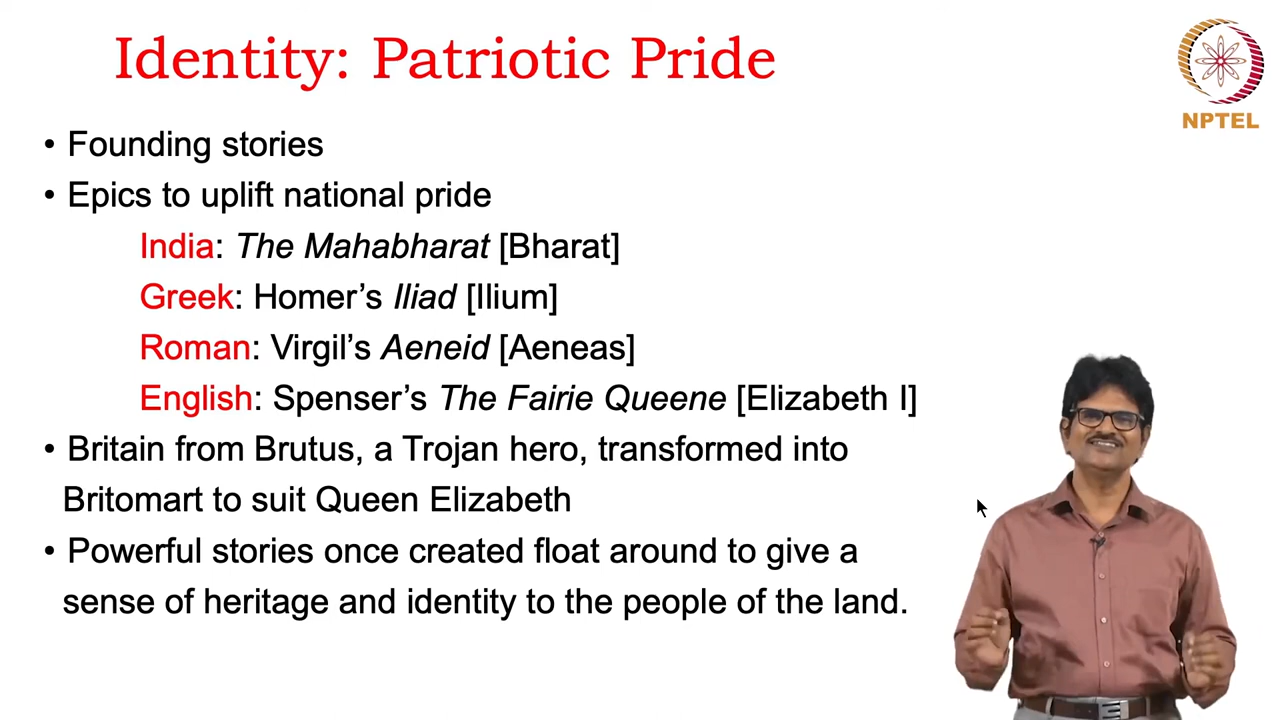 Identity: Patriotic Pride
NPTEL
• Founding stories
• Epics to uplift national pride
India: The Mahabharat [Bharat]
Greek: Homer’s Iliad [Ilium]
Roman: Virgil’s Aeneid [Aeneas]
English: Spenser’s The Fairie Queene [Elizabeth I]
• Britain from Brutus, a Trojan hero, transformed into
Britomart to suit Queen Elizabeth
• Powerful stories once created float around to give a
sense of heritage and identity to the people of the land.